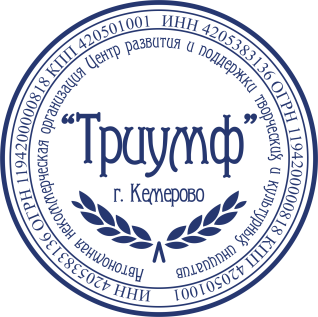 ИНН 4205383136 ОГРН 1194200000818 КПП 420501001
ИНН 4205383136 ОГРН 1194200000818 КПП 420501001
Автономная некоммерческая организация Центр развития и поддержки творческих и культурных инициатив
“Триумф”
г. Кемерово